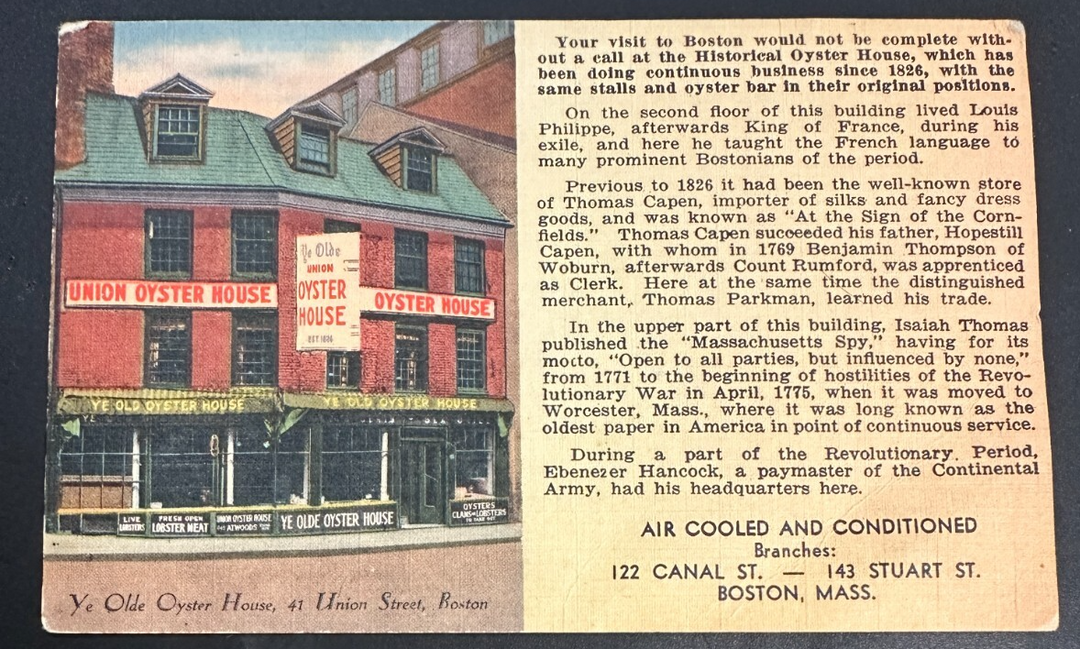 Ye Olde
UNION
OYSTER
HOUSE
EST 1826
UNION OYSTER HOUSE
OYSTER HOUSE
YE OLD OYSTER HOUSE
YE OLD OYSTER HOUSE
YE
LIVE
LOBSTERS
FRESH OPEN
LOBSTER MEAT
UNION OYSTER HOUSE
ATWOODS
YE OLDE OYSTER HOUSE
OYSTERS
CLAMS LOBSTERS
TO TAKE OUT
Ye Olde Oyster House, 41 Union Street, Boston
Your visit to Boston would not be complete with-
out a call at the Historical Oyster House, which has
been doing continuous business since 1826, with the
same stalls and oyster bar in their original positions.
On the second floor of this building lived Louis
Philippe, afterwards King of France, during his
exile, and here he taught the French language to
many prominent Bostonians of the period.
Previous to 1826 it had been the well-known store
of Thomas Capen, importer of silks and fancy dress
goods, and was known as "At the Sign of the Corn-
fields." Thomas Capen succeeded his father, Hopestill
Capen, with whom in 1769 Benjamin Thompson of
Woburn, afterwards Count Rumford, was apprenticed
as Clerk. Here at the same time the distinguished
merchant, Thomas Parkman, learned his trade.
In the upper part of this building, Isaiah Thomas
published the "Massachusetts Spy," having for its
mocto, "Open to all parties, but influenced by none,"
from 1771 to the beginning of hostilities of the Revo-
lutionary War in April, 1775, when it was moved to
Worcester, Mass., where it was long known as the
oldest paper in America in point of continuous service.
During a part of the Revolutionary Period,
Ebenezer Hancock, a paymaster of the Continental
Army, had his headquarters here.
AIR COOLED AND CONDITIONED
Branches:
122 CANAL ST. — 143 STUART ST.
BOSTON, MASS.